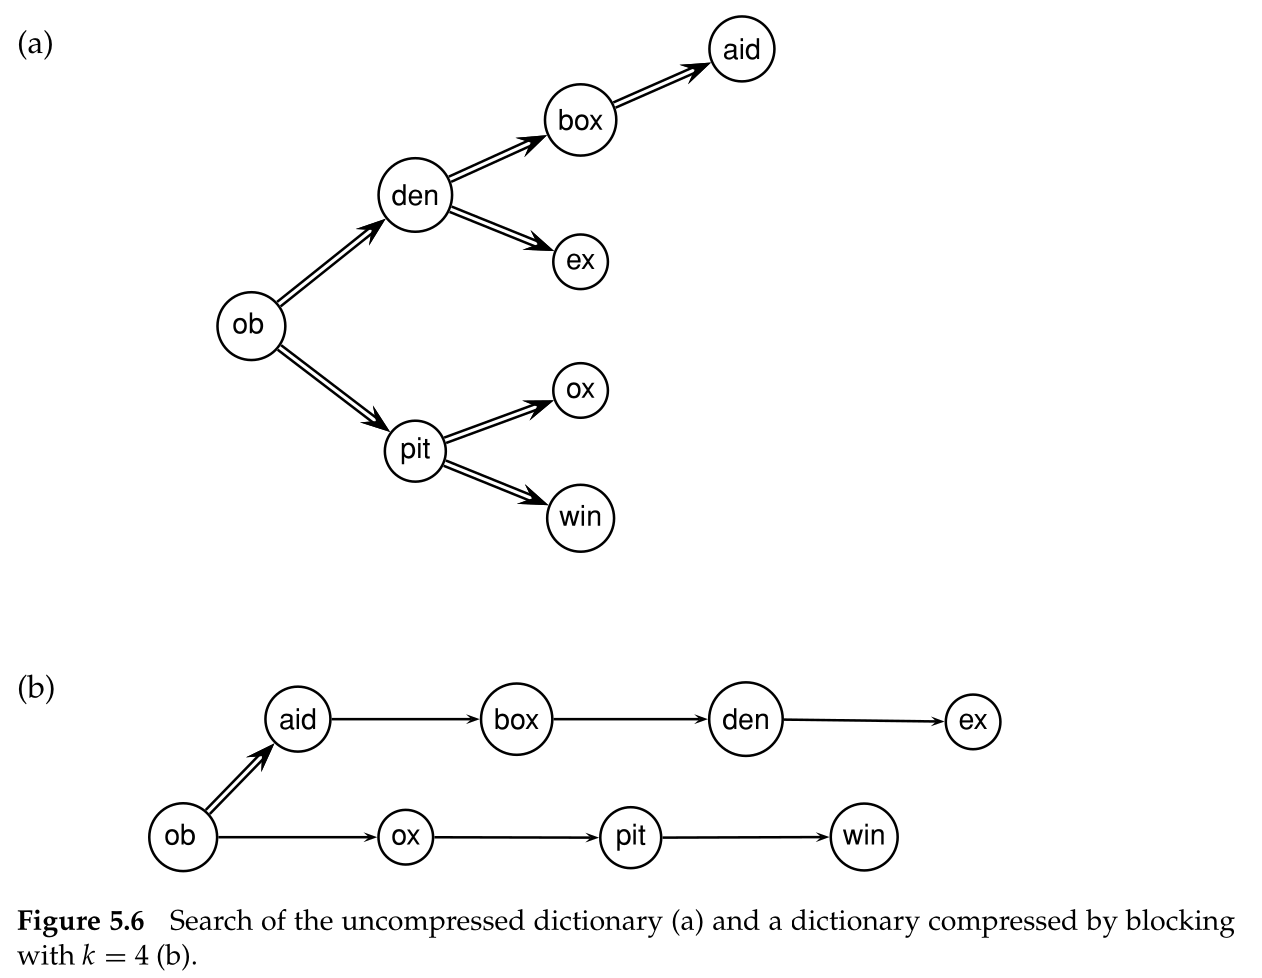 (a)
aid
box
den
ex
ob
ox
pit
win
(b)
aid box den ex
ob ox pit win
Figure 5.6 Search of the uncompressed dictionary (a) and a dictionary compressed by blocking
with k = 4 (b).